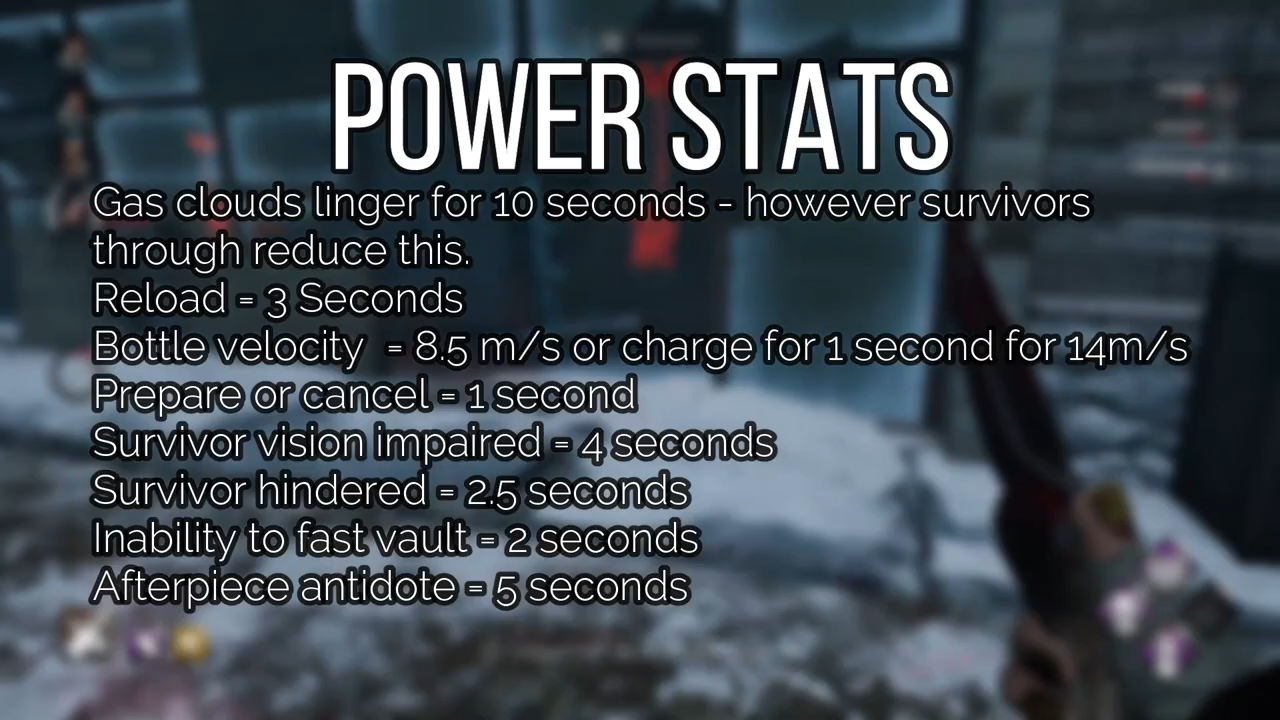 POWER STATS
Gas clouds linger for 10 seconds - however survivors
through reduce this.
Reload = 3 Seconds
Bottle velocity  = 8.5 m/s or charge for 1 second for 14m/s
Prepare or cancel = 1 second
Survivor vision impaired = 4 seconds
Survivor hindered = 2.5 seconds
Inability to fast vault = 2 seconds
Afterpiece antidote = 5 seconds